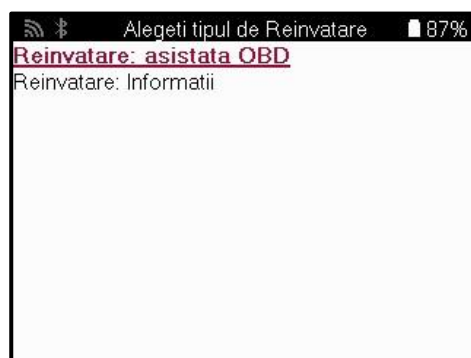 Alegeti tipul de Reinvatare 87%
Reinvatare: asistata OBD
Reinvatare: Informatii